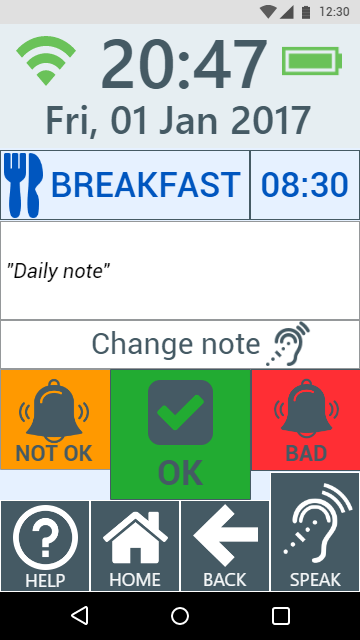 12:30
20:47
Fri, 01 Jan 2017
BREAKFAST 08:30
"Daily note"
Change note
NOT OK
OK
BAD
HELP
HOME
BACK
SPEAK